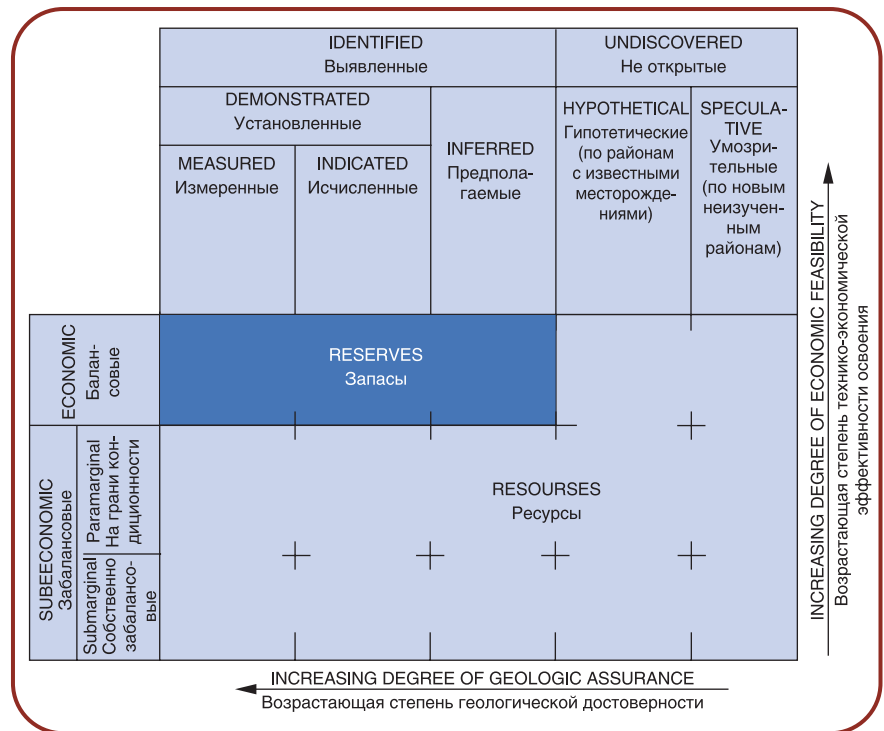 IDENTIFIED
Выявленные
UNDISCOVERED
Не открытые
DEMONSTRATED
Установленные
MEASURED
Измеренные
INDICATED
Исчисленные
INFERRED
Предпола-
гаемые
HYPOTHETICAL
Гипотетические
(по районам
с известными
месторожде-
ниями)
SPECULA-
TIVE
Умозри-
тельные
(по новым
неизучен-
ным
районам)
ECONOMIC
Балан-
совые
RESERVES
Запасы
SUBEECONOMIC
Забалансовые
Paramarginal
На грани кон-
диционности
Submarginal
Собственно
забалансо-
вые
RESOURSES
Ресурсы
INCREASING DEGREE OF ECONOMIC FEASIBILITY
Возрастающая степень технико-экономической
эффективности освоения
INCREASING DEGREE OF GEOLOGIC ASSURANCE
Возрастающая степень геологической достоверности